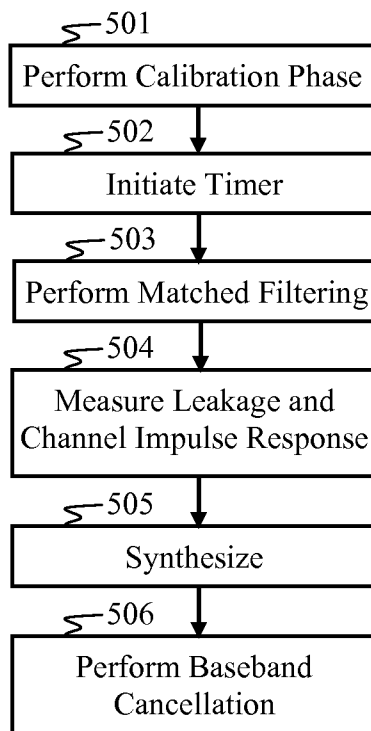 501
Perform Calibration Phase
502
Initiate Timer
503
Perform Matched Filtering
504
Measure Leakage and
Channel Impulse Response
505
Synthesize
506
Perform Baseband
Cancellation